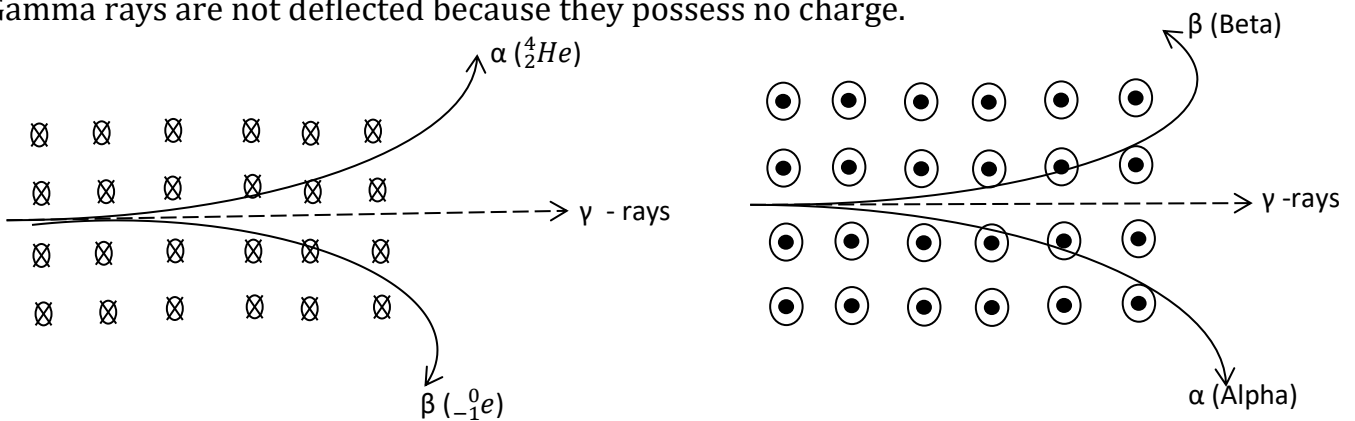 Gamma rays are not deflected because they possess no charge.
α (⁴₂He)
γ - rays
β (⁰₋₁e)
β (Beta)
γ -rays
α (Alpha)